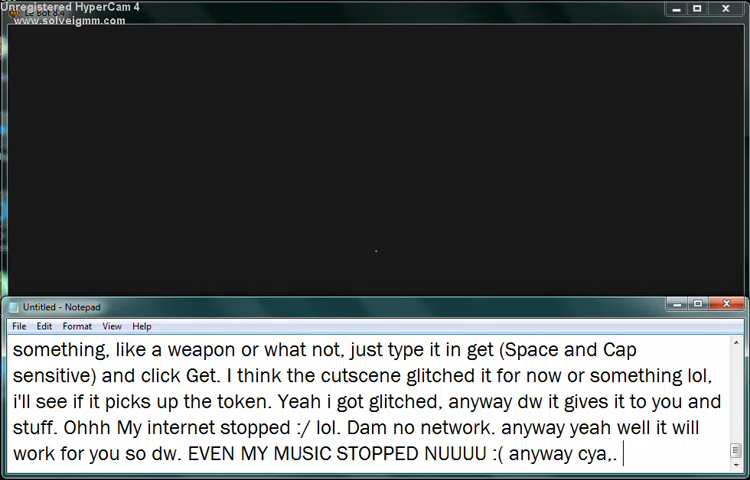 Unregistered HyperCam 4
www.solveigmm.com
Untitled - Notepad
File Edit Format View Help
something, like a weapon or what not, just type it in get (Space and Cap
sensitive) and click Get. I think the cutscene glitched it for now or something lol,
i'll see if it picks up the token. Yeah i got glitched, anyway dw it gives it to you and
stuff. Ohhh My internet stopped :/ lol. Dam no network. anyway yeah well it will
work for you so dw. EVEN MY MUSIC STOPPED NUUUU :( anyway cya,.